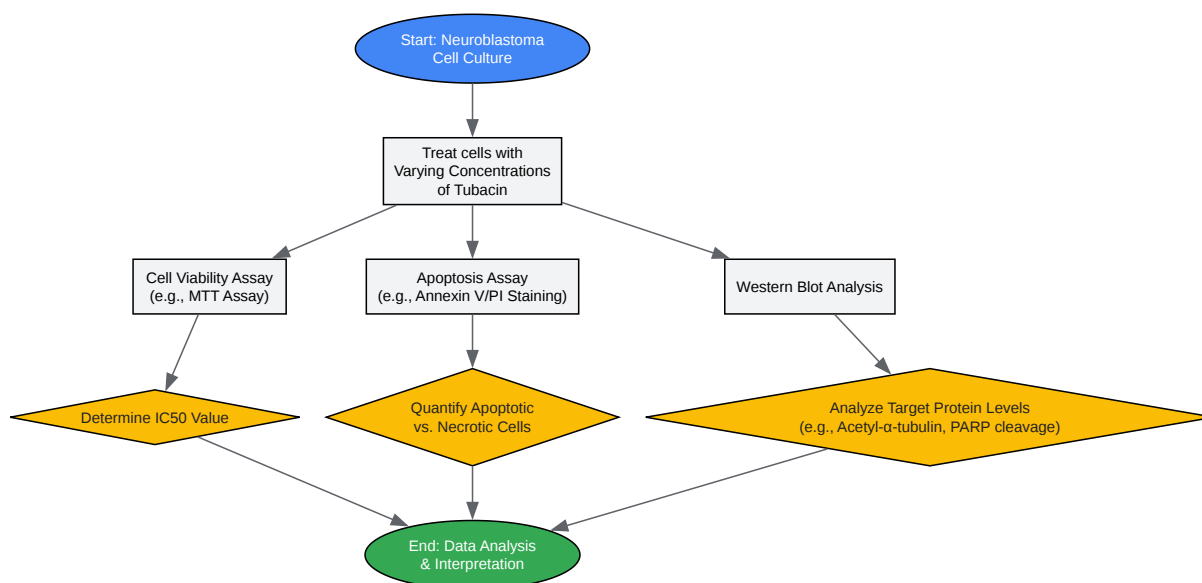 Start: Neuroblastoma
Cell Culture
Treat cells with
Varying Concentrations
of Tubacin
Cell Viability Assay
(e.g., MTT Assay)
Apoptosis Assay
(e.g., Annexin V/PI Staining)
Western Blot Analysis
Determine IC50 Value
Quantify Apoptotic
vs. Necrotic Cells
Analyze Target Protein Levels
(e.g., Acetyl-α-tubulin, PARP cleavage)
End: Data Analysis
& Interpretation